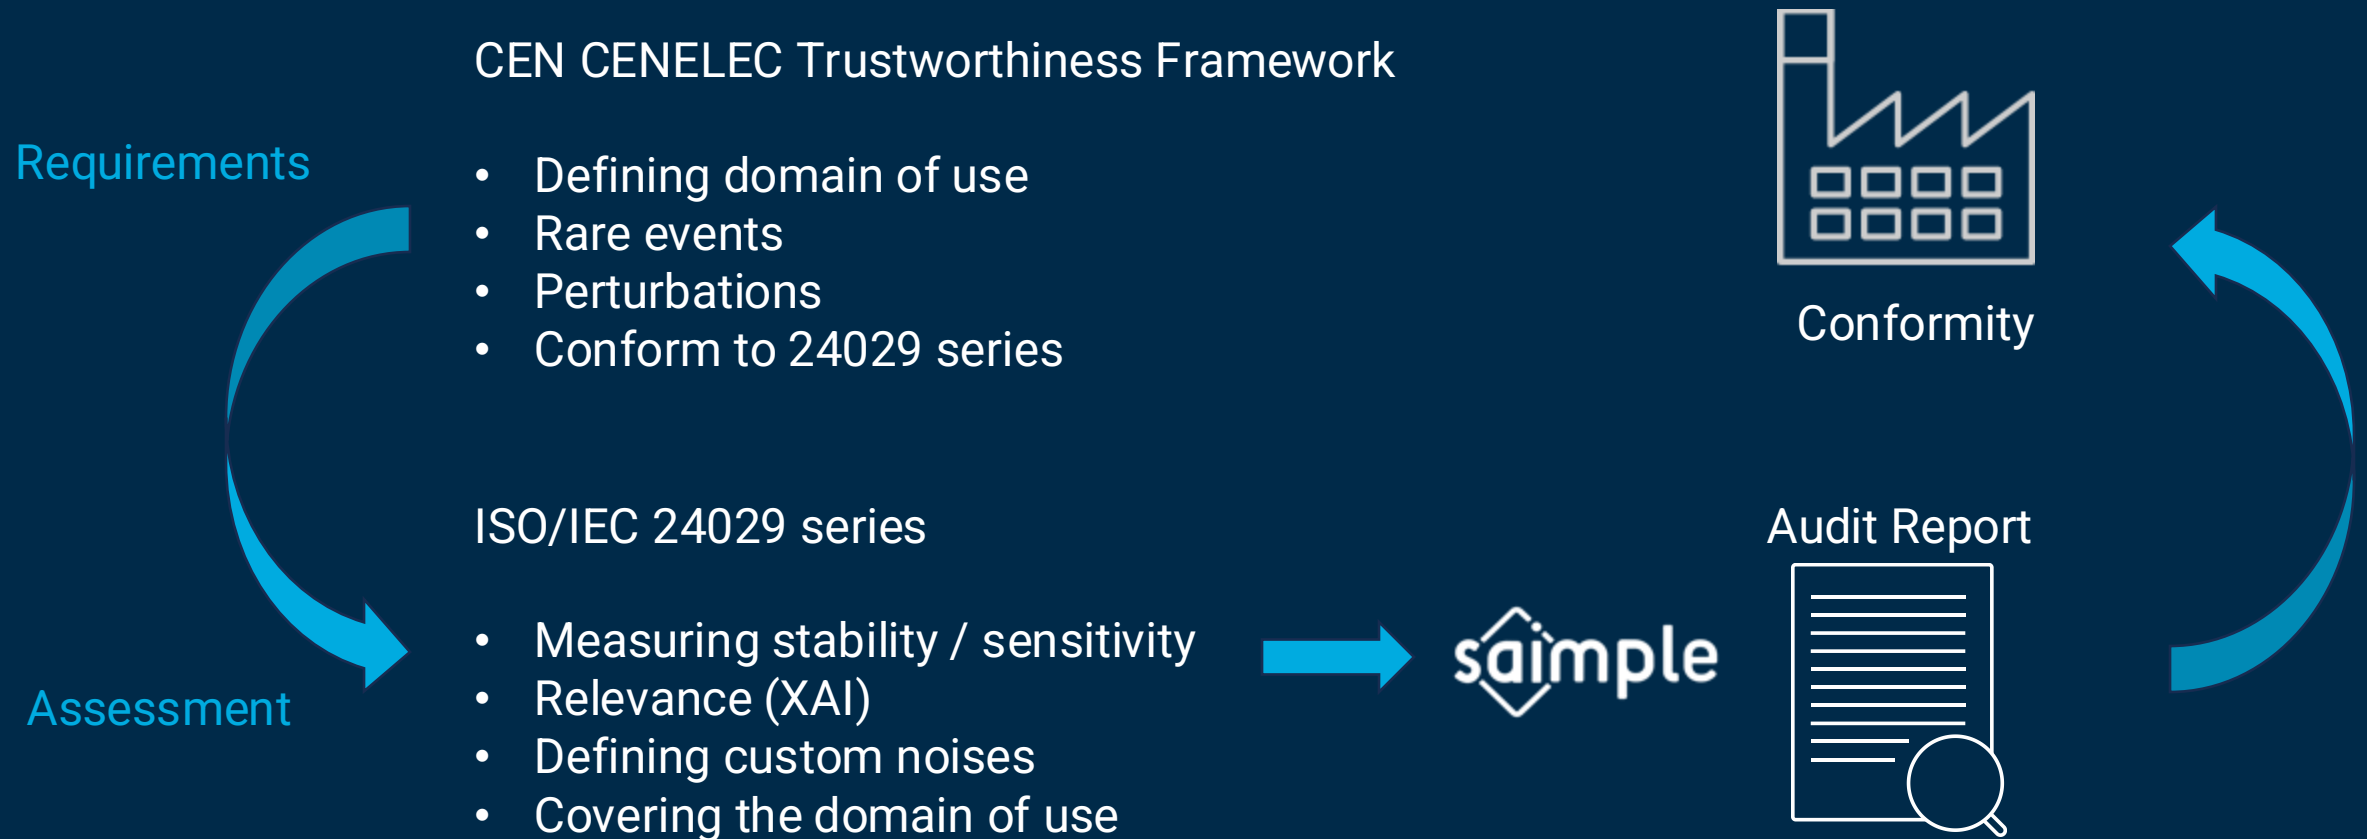 CEN CENELEC Trustworthiness Framework
Requirements
• Defining domain of use
• Rare events
• Perturbations
• Conform to 24029 series
Conformity
ISO/IEC 24029 series
Assessment
• Measuring stability / sensitivity
• Relevance (XAI)
• Defining custom noises
• Covering the domain of use
saimple
Audit Report